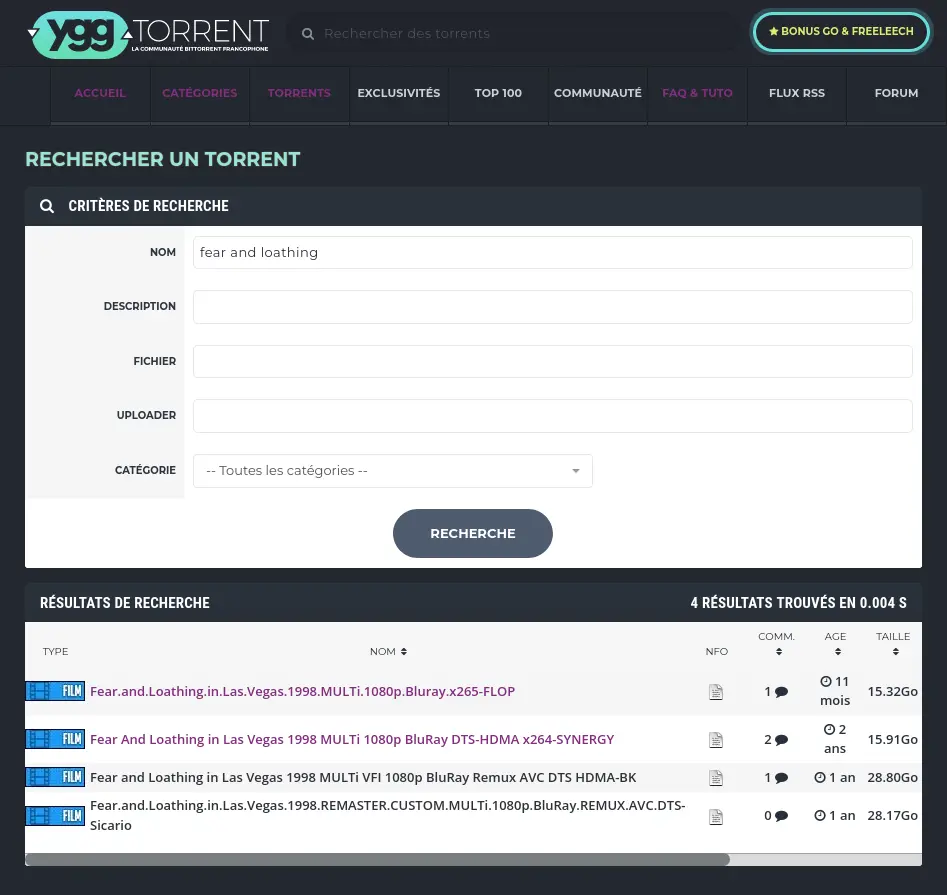 ygg TORRENT
LA COMMUNAUTÉ BITTORRENT FRANCOPHONE
Rechercher des torrents
BONUS GO & FREELEECH
ACCUEIL CATÉGORIES TORRENTS EXCLUSIVITÉS TOP 100 COMMUNAUTÉ FAQ & TUTO FLUX RSS FORUM
RECHERCHER UN TORRENT
CRITÈRES DE RECHERCHE
NOM fear and loathing
DESCRIPTION
FICHIER
UPLOADER
CATÉGORIE -- Toutes les catégories --
RECHERCHE
RÉSULTATS DE RECHERCHE 4 RÉSULTATS TROUVÉS EN 0.004 S
TYPE NOM NFO COMM. AGE TAILLE
FILM Fear.and.Loathing.in.Las.Vegas.1998.MULTi.1080p.Bluray.x265-FLOP 1 11 mois 15.32Go
FILM Fear And Loathing in Las Vegas 1998 MULTi 1080p BluRay DTS-HDMA x264-SYNERGY 2 2 ans 15.91Go
FILM Fear and Loathing in Las Vegas 1998 MULTi VFI 1080p BluRay Remux AVC DTS HDMA-BK 1 1 an 28.80Go
FILM Fear.and.Loathing.in.Las.Vegas.1998.REMASTER.CUSTOM.MULTi.1080p.BluRay.REMUX.AVC.DTS-
Sicario 0 1 an 28.17Go